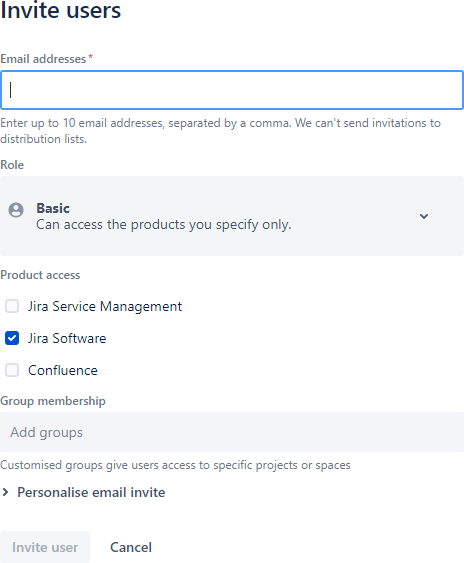 Invite users
Email addresses*
Enter up to 10 email addresses, separated by a comma. We can't send invitations to
distribution lists.
Role
Basic
Can access the products you specify only.
Product access
Jira Service Management
Jira Software
Confluence
Group membership
Add groups
Customised groups give users access to specific projects or spaces
Personalise email invite
Invite user Cancel